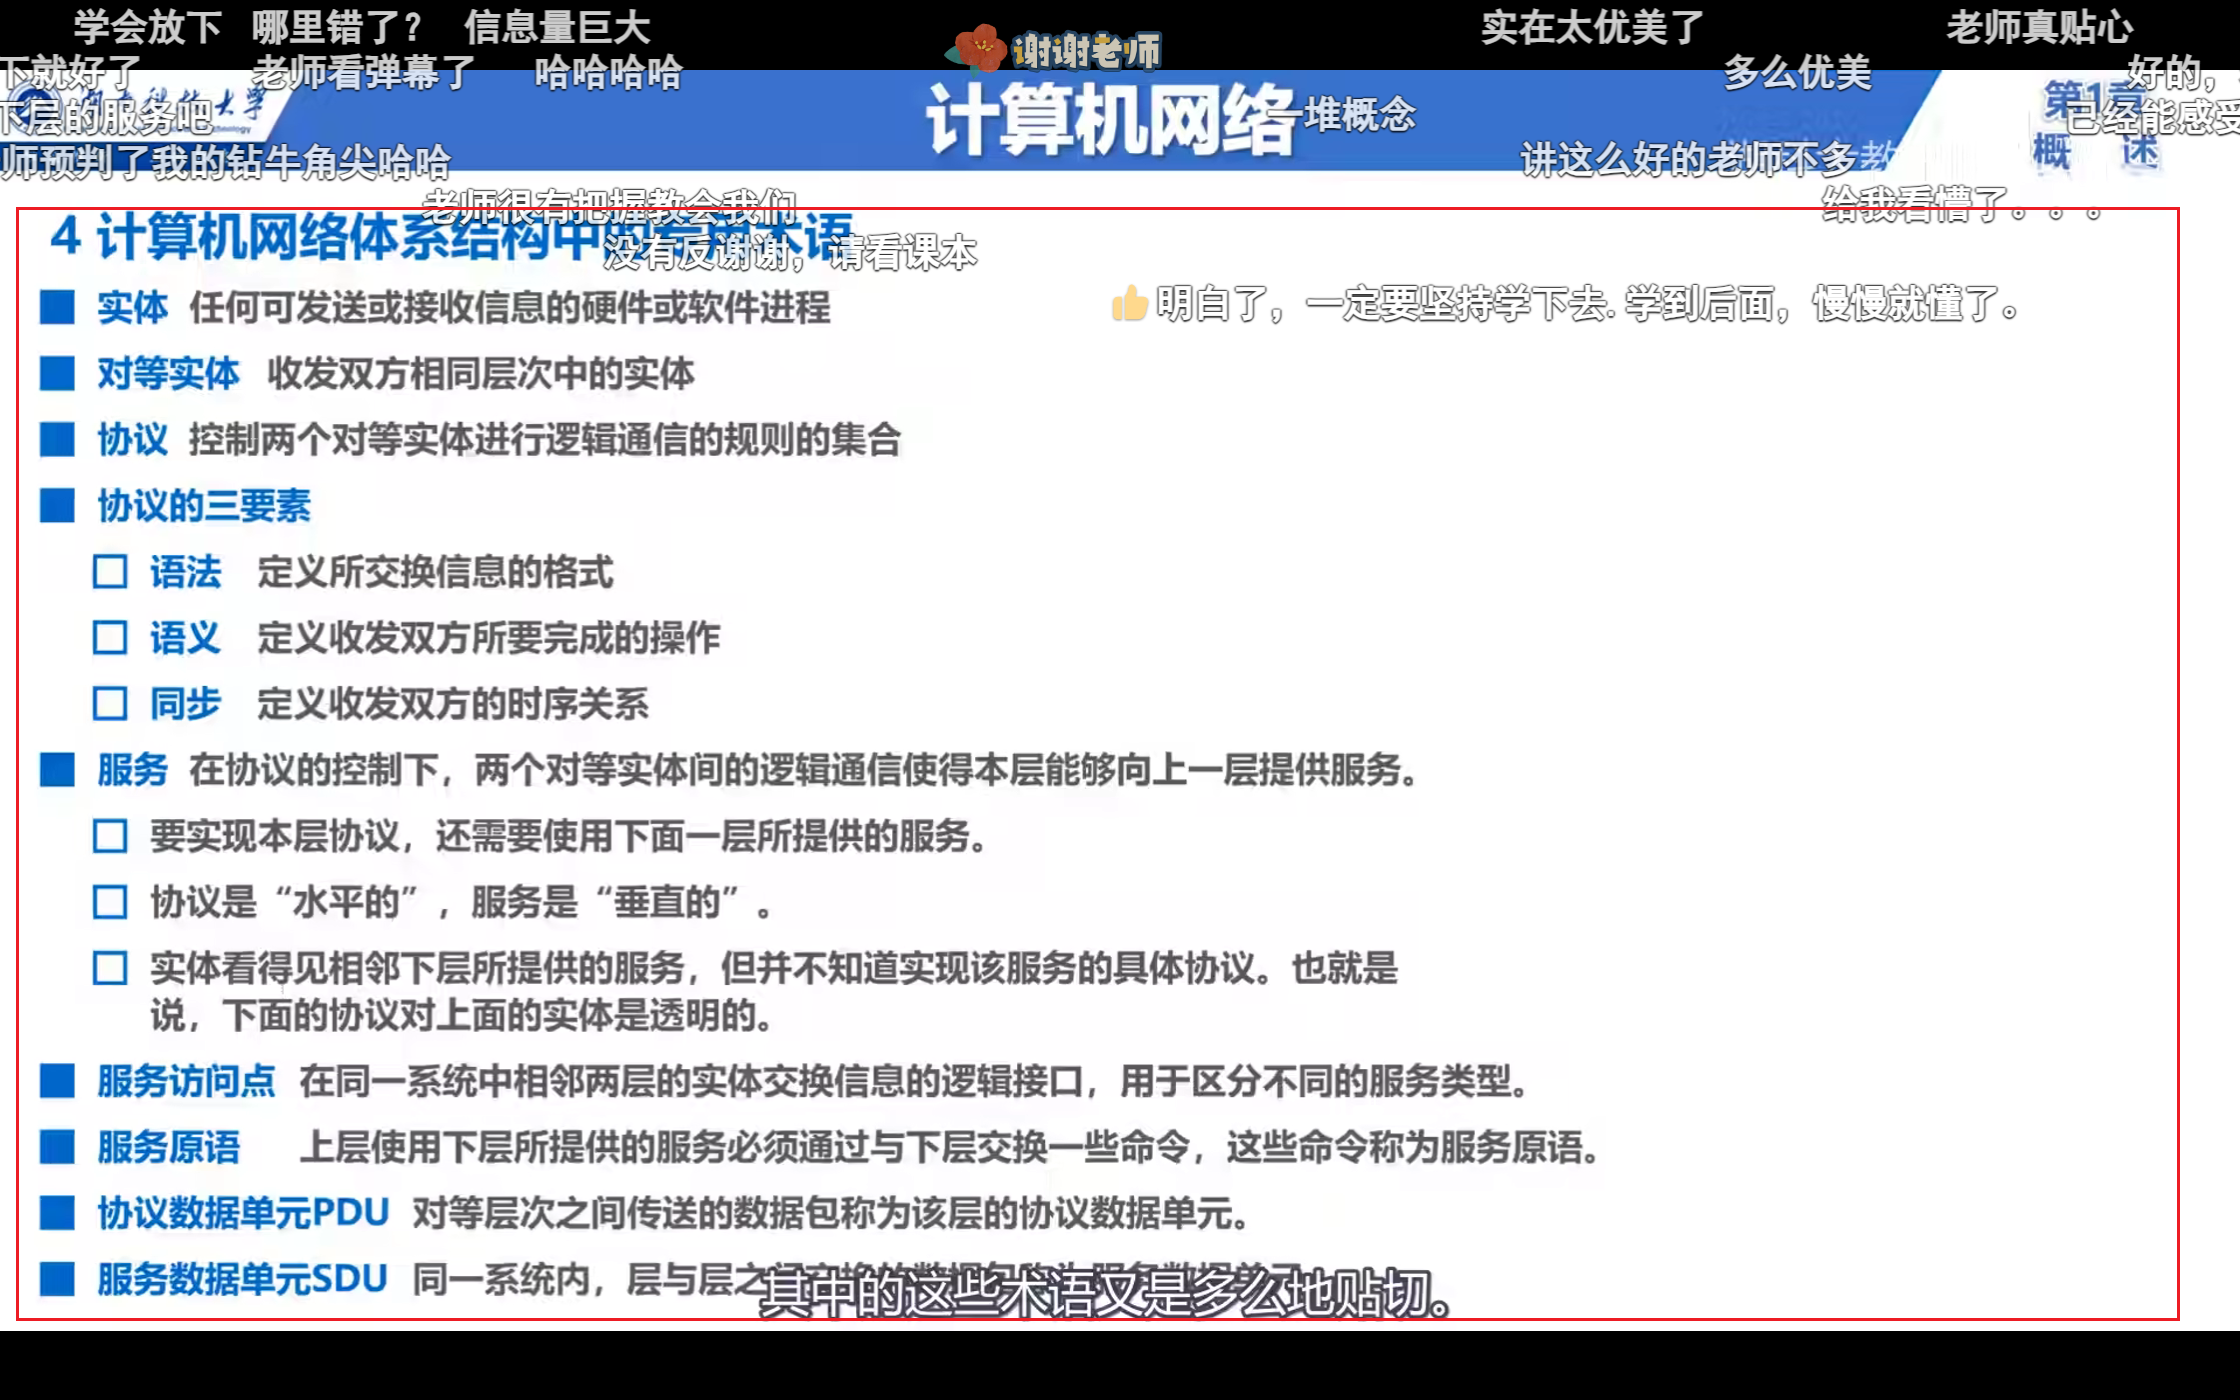 学会放下 哪里错了？ 信息量巨大 谢谢老师 实在太优美了 老师真贴心
下就好了 老师看弹幕了 哈哈哈哈 多么优美 好的，
下层的服务吧 计算机网络 一堆概念 第1章 已经能感受
师预判了我的钻牛角尖哈哈 讲这么好的老师不多 概 述
老师很有把握教会我们 给我看懵了。。。
4 计算机网络体系结构中的
没有反谢谢，请看课本
实体 任何可发送或接收信息的硬件或软件进程
明白了，一定要坚持学下去.学到后面，慢慢就懂了。
对等实体 收发双方相同层次中的实体
协议 控制两个对等实体进行逻辑通信的规则的集合
协议的三要素
语法 定义所交换信息的格式
语义 定义收发双方所要完成的操作
同步 定义收发双方的时序关系
服务 在协议的控制下，两个对等实体间的逻辑通信使得本层能够向上一层提供服务。
要实现本层协议，还需要使用下面一层所提供的服务。
协议是“水平的”，服务是“垂直的”。
实体看得见相邻下层所提供的服务，但并不知道实现该服务的具体协议。也就是
说，下面的协议对上面的实体是透明的。
服务访问点 在同一系统中相邻两层的实体交换信息的逻辑接口，用于区分不同的服务类型。
服务原语 上层使用下层所提供的服务必须通过与下层交换一些命令，这些命令称为服务原语。
协议数据单元PDU 对等层次之间传送的数据包称为该层的协议数据单元。
服务数据单元SDU 同一系统内，层与层之
其中的这些术语又是多么地贴切。